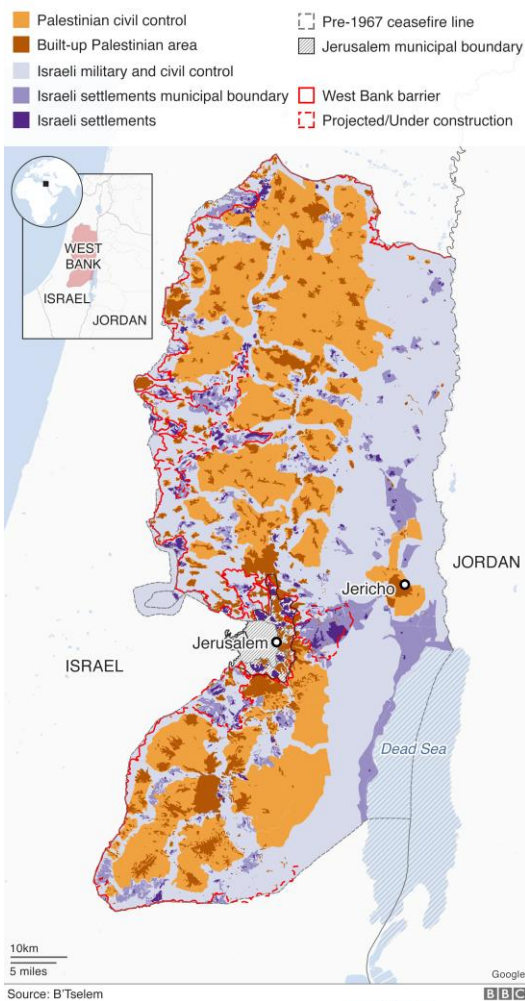 Palestinian civil control
Built-up Palestinian area
Israeli military and civil control
Israeli settlements municipal boundary
Israeli settlements
Pre-1967 ceasefire line
Jerusalem municipal boundary
West Bank barrier
Projected/Under construction
WEST
BANK
ISRAEL
JORDAN
JORDAN
Jericho
Jerusalem
ISRAEL
Dead Sea
10km
5 miles
Google
Source: B'Tselem
BBC